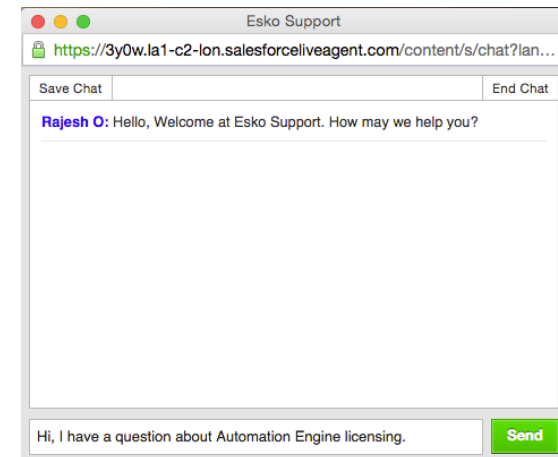 Esko Support
https://3y0w.la1-c2-lon.salesforceliveagent.com/content/s/chat?lan...
Save Chat End Chat
Rajesh O: Hello, Welcome at Esko Support. How may we help you?
Hi, I have a question about Automation Engine licensing. Send